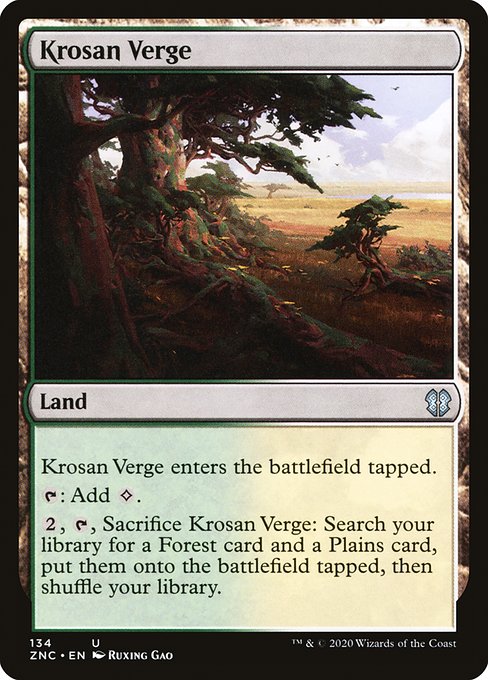 Krosan Verge
Land
Krosan Verge enters the battlefield tapped.
: Add .
2, , Sacrifice Krosan Verge: Search your
library for a Forest card and a Plains card,
put them onto the battlefield tapped, then
shuffle your library.
134 U
ZNC • EN Ruxing Gao
™ & © 2020 Wizards of the Coast